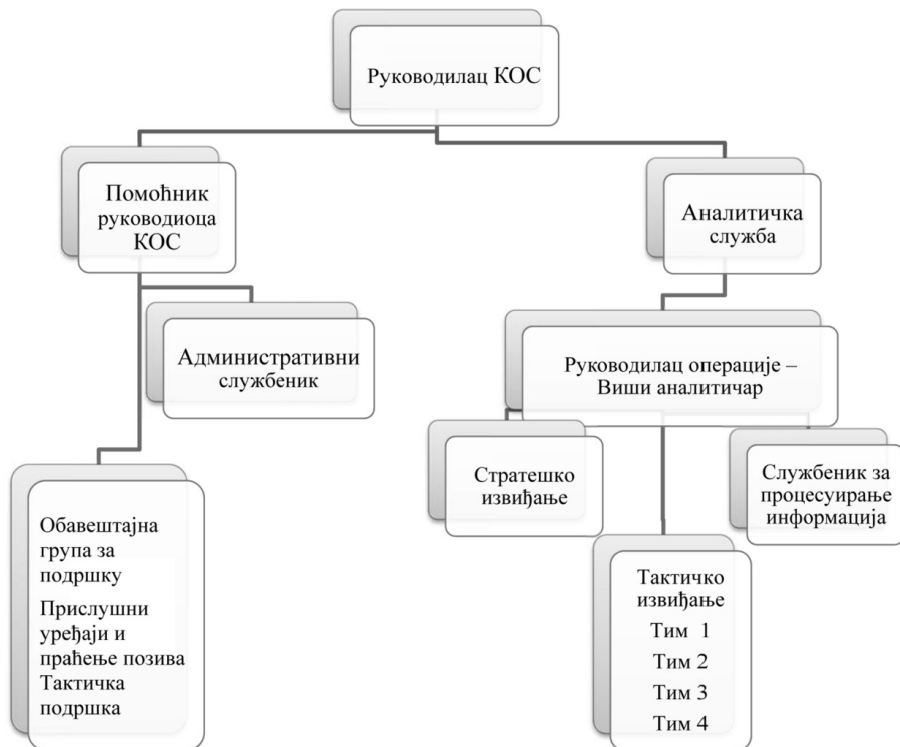 Руководилац КОС
Помоћник
руководиоца
КОС
Аналитичка
служба
Административни
службеник
Руководилац операције –
Виши аналитичар
Стратешко
извиђање
Службеник за
процесуирање
информација
Обавештајна
група за
подршку
Прислушни
уређаји и
праћење позива
Тактичка
подршка
Тактичко
извиђање
Тим 1
Тим 2
Тим 3
Тим 4